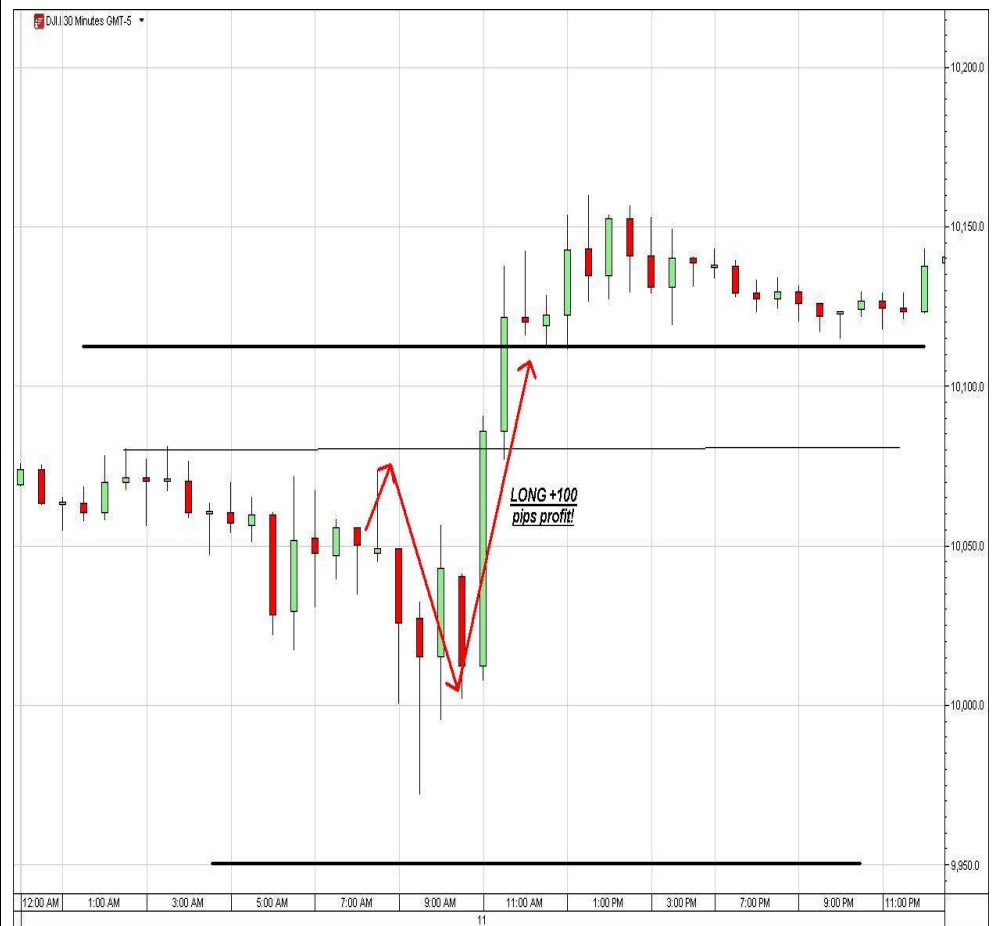 DJI.I 30 Minutes GMT-5
10,200.0
10,150.0
10,100.0
LONG +100
pips profit!
10,050.0
10,000.0
9,950.0
12:00 AM 1:00 AM 3:00 AM 5:00 AM 7:00 AM 9:00 AM 11:00 AM 1:00 PM 3:00 PM 7:00 PM 9:00 PM 11:00 PM
11